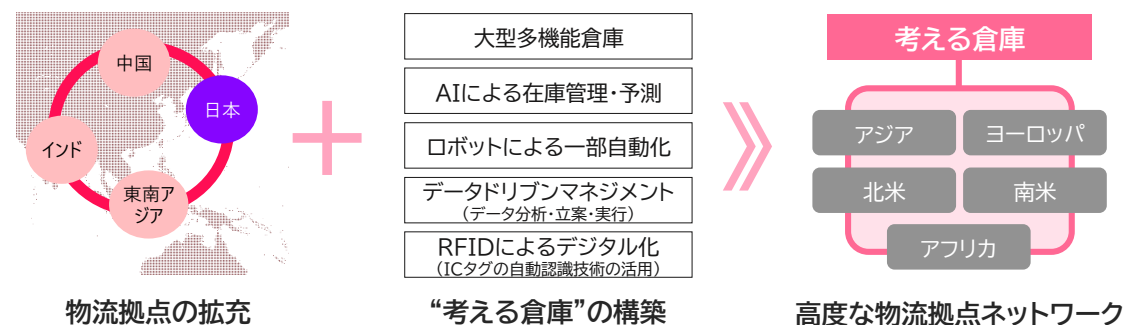 中国
日本
インド
東南ア
ジア
物流拠点の拡充
大型多機能倉庫
AIによる在庫管理・予測
ロボットによる一部自動化
データドリブンマネジメント
（データ分析・立案・実行）
RFIDによるデジタル化
（ICタグの自動認識技術の活用）
“考える倉庫”の構築
考える倉庫
アジア
ヨーロッパ
北米
南米
アフリカ
高度な物流拠点ネットワーク